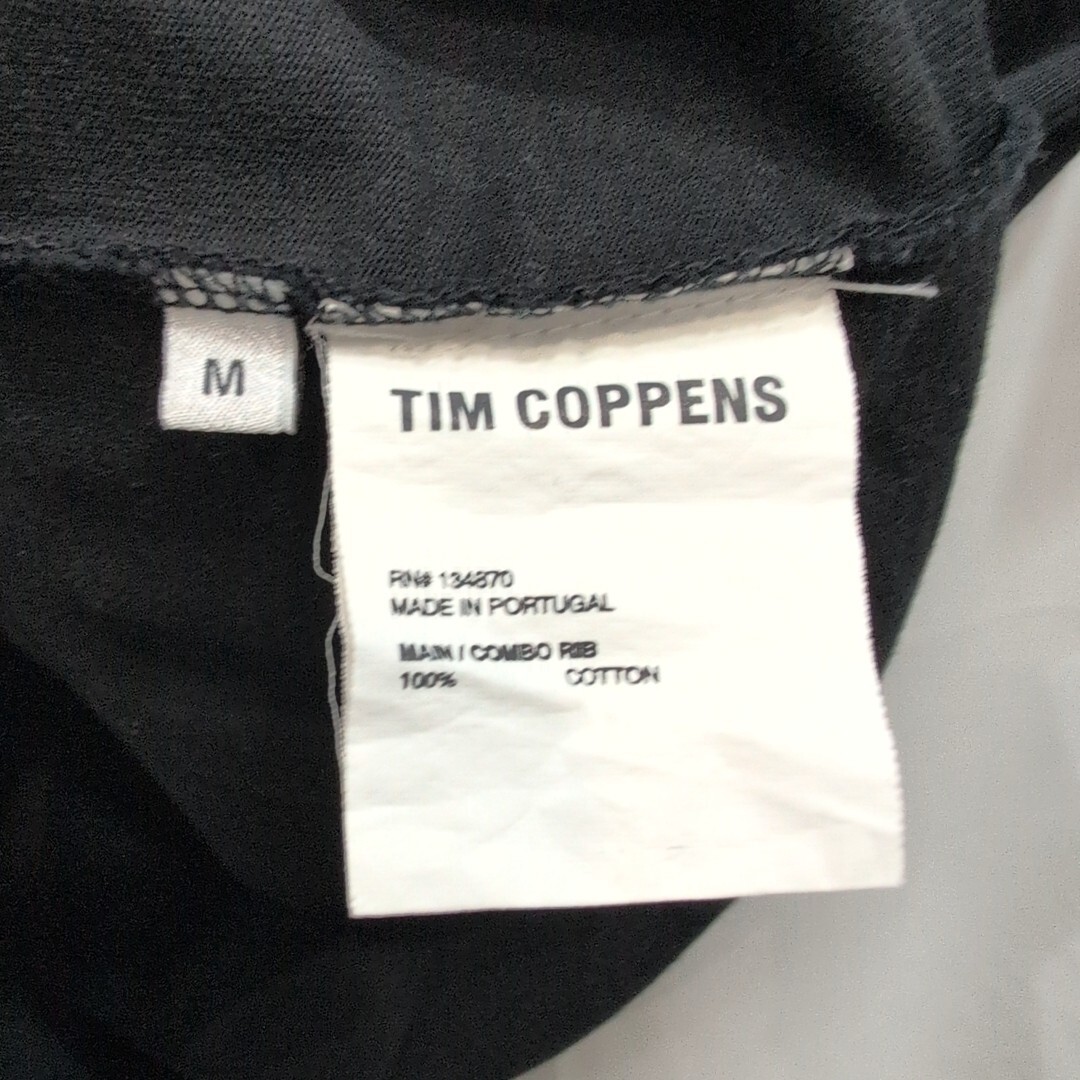 M
TIM COPPENS
RN# 134870
MADE IN PORTUGAL
MAIN / COMBO RIB
100% COTTON